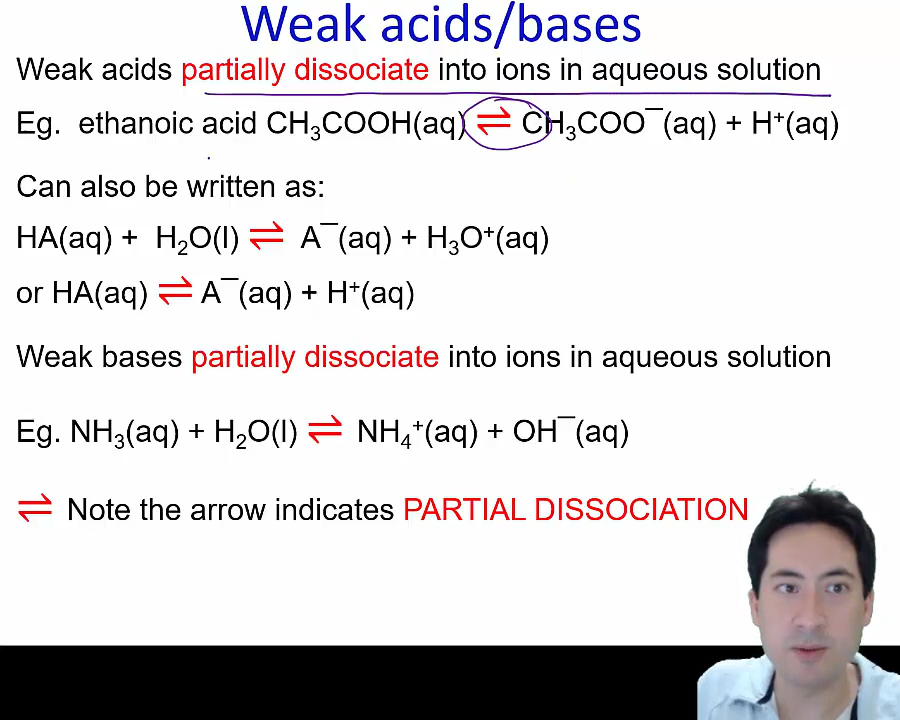 Weak acids/bases
Weak acids partially dissociate into ions in aqueous solution
Eg. ethanoic acid CH₃COOH(aq) ⇌ CH₃COO⁻(aq) + H⁺(aq)
Can also be written as:
HA(aq) + H₂O(l) ⇌ A⁻(aq) + H₃O⁺(aq)
or HA(aq) ⇌ A⁻(aq) + H⁺(aq)
Weak bases partially dissociate into ions in aqueous solution
Eg. NH₃(aq) + H₂O(l) ⇌ NH₄⁺(aq) + OH⁻(aq)
⇌ Note the arrow indicates PARTIAL DISSOCIATION